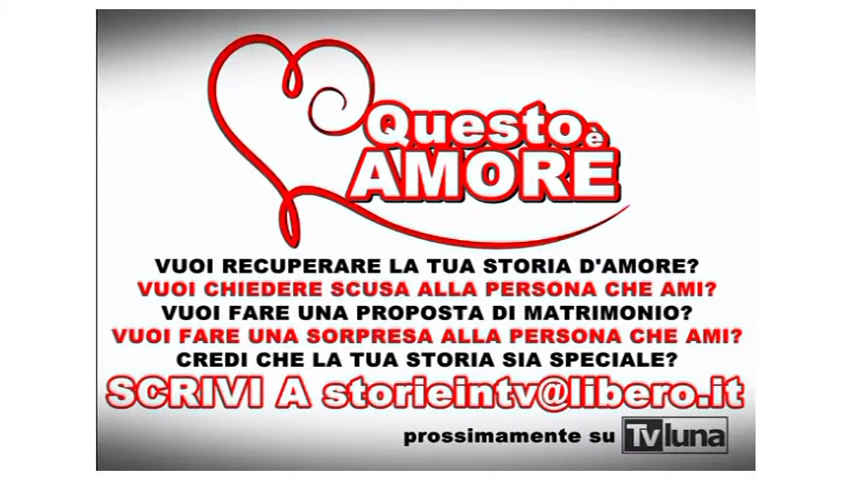 Questo è
AMORE
VUOI RECUPERARE LA TUA STORIA D'AMORE?
VUOI CHIEDERE SCUSA ALLA PERSONA CHE AMI?
VUOI FARE UNA PROPOSTA DI MATRIMONIO?
VUOI FARE UNA SORPRESA ALLA PERSONA CHE AMI?
CREDI CHE LA TUA STORIA SIA SPECIALE?
SCRIVI A storieintv@libero.it
prossimamente su Tv luna